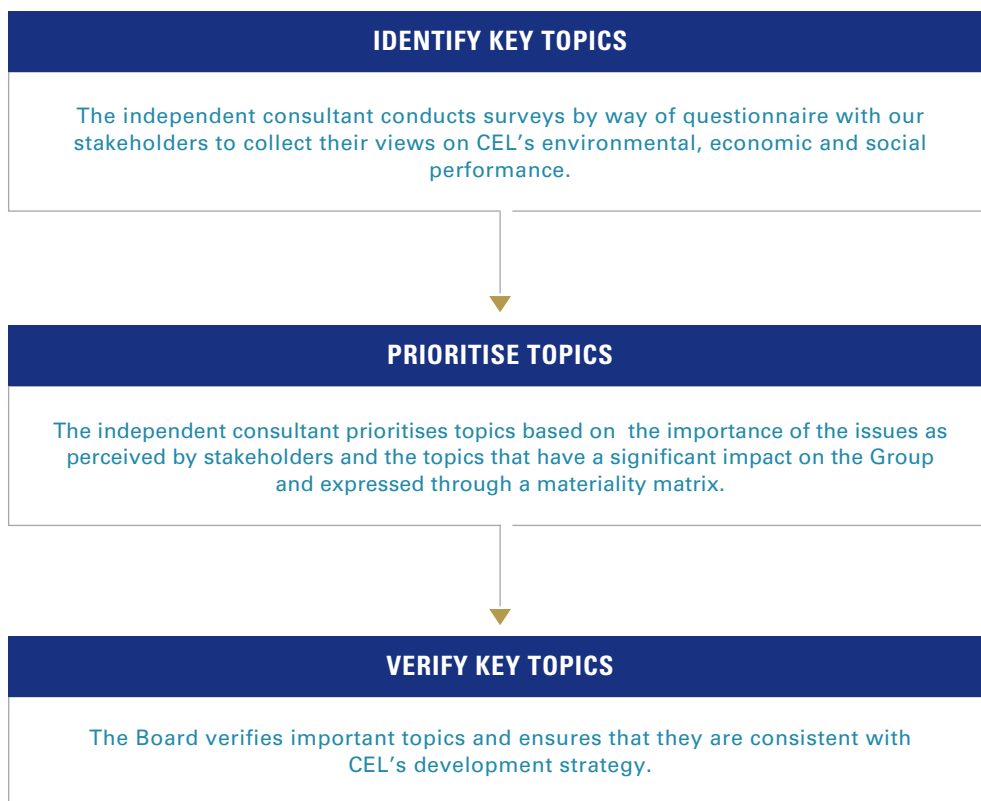 IDENTIFY KEY TOPICS
The independent consultant conducts surveys by way of questionnaire with our
stakeholders to collect their views on CEL's environmental, economic and social
performance.
PRIORITISE TOPICS
The independent consultant prioritises topics based on the importance of the issues as
perceived by stakeholders and the topics that have a significant impact on the Group
and expressed through a materiality matrix.
VERIFY KEY TOPICS
The Board verifies important topics and ensures that they are consistent with
CEL's development strategy.